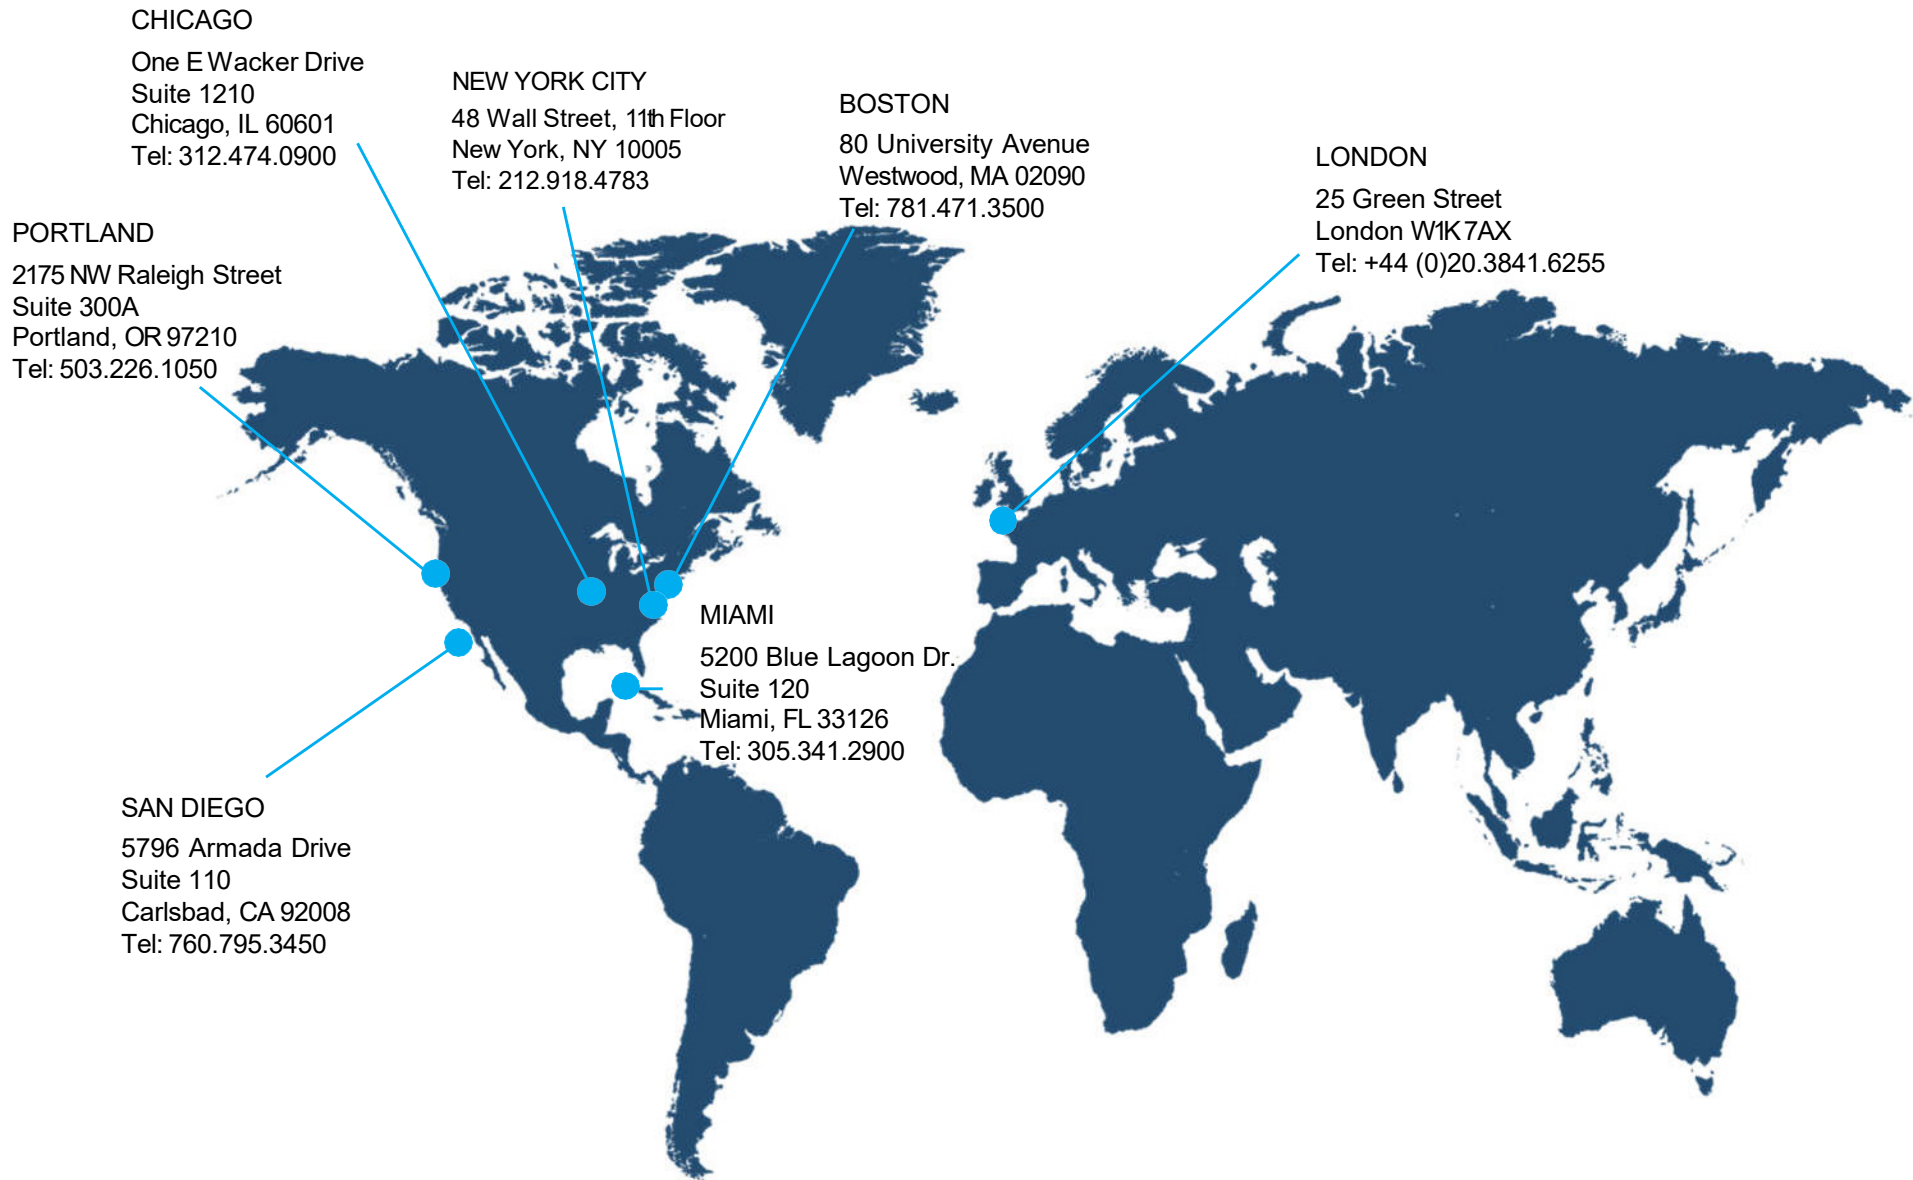 CHICAGO
One E Wacker Drive
Suite 1210
Chicago, IL 60601
Tel: 312.474.0900
NEW YORK CITY
48 Wall Street, 11th Floor
New York, NY 10005
Tel: 212.918.4783
BOSTON
80 University Avenue
Westwood, MA 02090
Tel: 781.471.3500
LONDON
25 Green Street
London W1K 7AX
Tel: +44 (0)20.3841.6255
PORTLAND
2175 NW Raleigh Street
Suite 300A
Portland, OR 97210
Tel: 503.226.1050
MIAMI
5200 Blue Lagoon Dr.
Suite 120
Miami, FL 33126
Tel: 305.341.2900
SAN DIEGO
5796 Armada Drive
Suite 110
Carlsbad, CA 92008
Tel: 760.795.3450